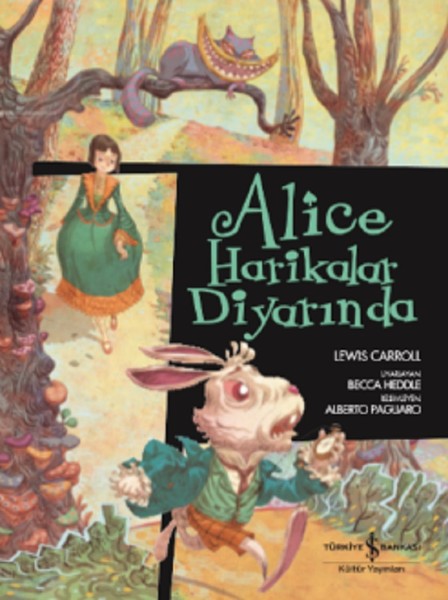 Alice
Harikalar
Diyarında
LEWIS CARROLL
UYARLAYAN
BECCA HEDDLE
RESİMLEYEN
ALBERTO PAGLIARO
TÜRKİYE İŞ BANKASI
Kültür Yayınları